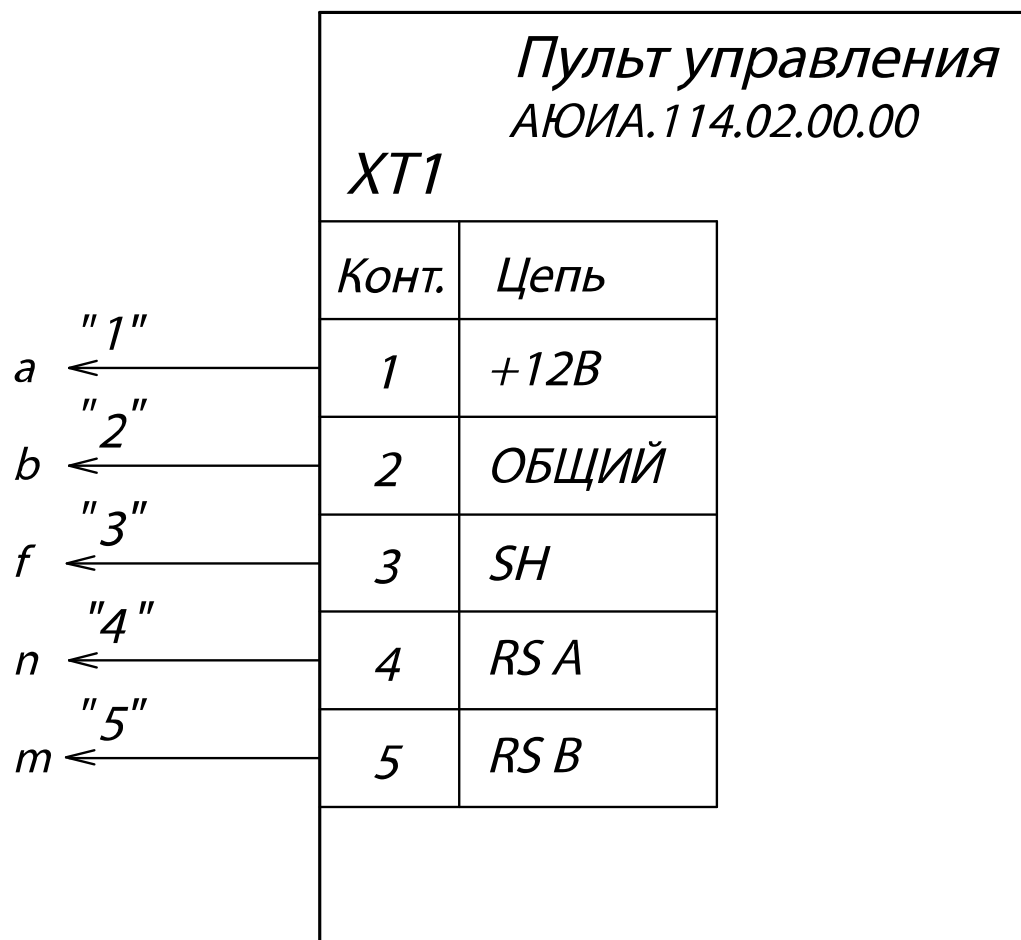 Пульт управления
АЮИА.114.02.00.00
XT1
Конт. Цепь
a "1" 1 +12В
b "2" 2 ОБЩИЙ
f "3" 3 SH
n "4" 4 RS A
m "5" 5 RS B